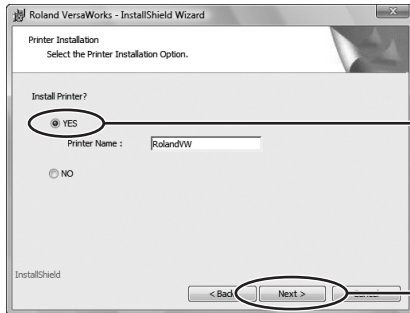 Roland VersaWorks - InstallShield Wizard
Printer Installation
Select the Printer Installation Option.
Install Printer?
YES
Printer Name :
RolandVW
NO
InstallShield
< Back
Next >
Cancel